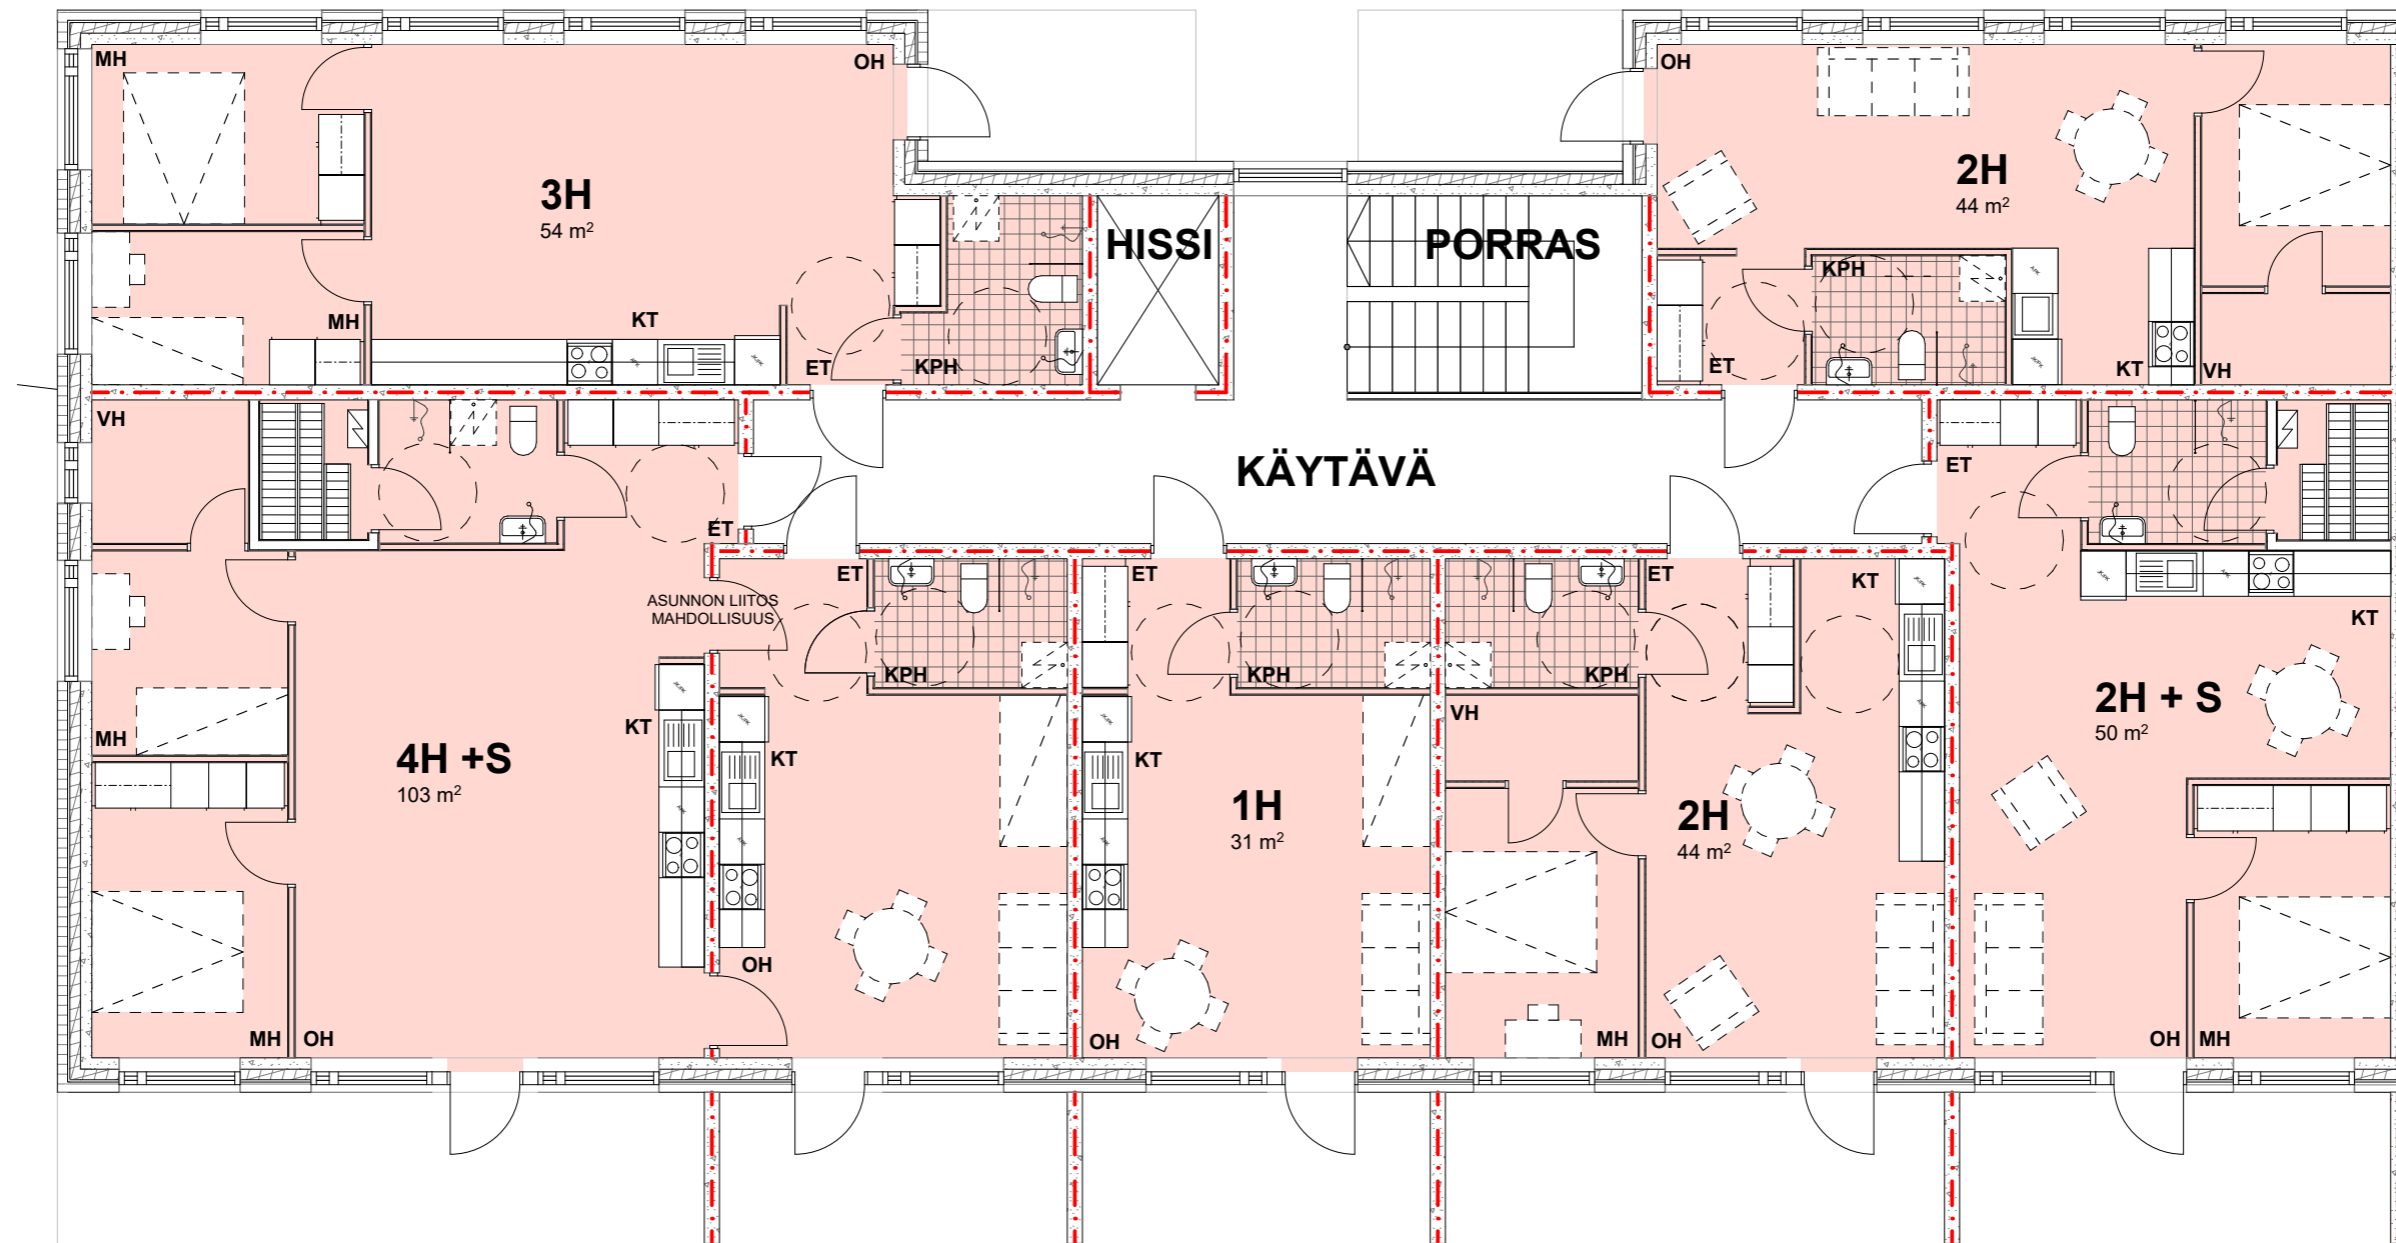 MH
OH
3H
54 m²
MH
KT
ET
KPH
HISSI
PORRAS
OH
2H
44 m²
KPH
ET
KT
VH
VH
ET
KÄYTÄVÄ
ET
ASUNNON LIITOS
MAHDOLLISUUS
MH
4H +S
103 m²
KT
MH
OH
ET
KPH
KT
OH
ET
KPH
KT
1H
31 m²
OH
ET
KPH
VH
KT
2H
44 m²
MH
OH
KT
2H + S
50 m²
OH
MH